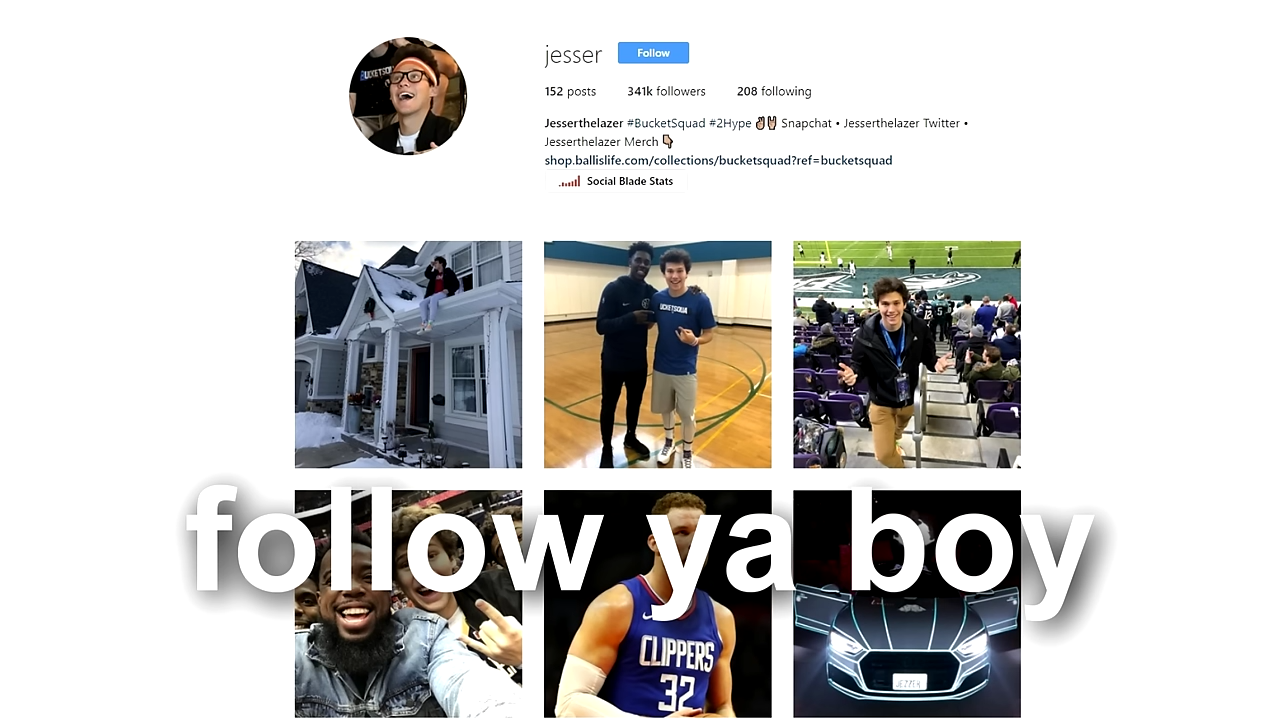 jesser Follow
152 posts 341k followers 208 following
Jesserthelazer #BucketSquad #2Hype ✌🏼🤘🏼 Snapchat • Jesserthelazer Twitter •
Jesserthelazer Merch 👇🏼
shop.ballislife.com/collections/bucketsquad?ref=bucketsquad
Social Blade Stats
follow ya boy
CLIPPERS
32